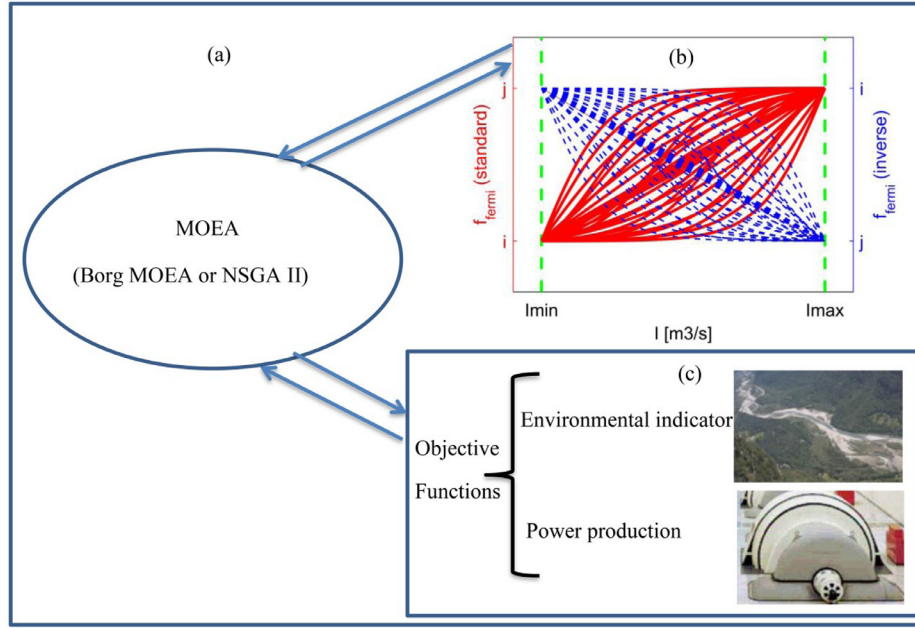 (a)
MOEA
(Borg MOEA or NSGA II)
(b)
j
i
f_fermi (standard)
i
j
f_fermi (inverse)
Imin
Imax
I [m3/s]
(c)
Objective
Functions
Environmental indicator
Power production